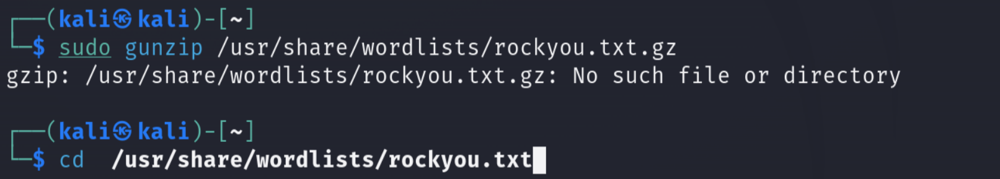 ┌──(kali㉿kali)-[~]
└─$ sudo gunzip /usr/share/wordlists/rockyou.txt.gz
gzip: /usr/share/wordlists/rockyou.txt.gz: No such file or directory
┌──(kali㉿kali)-[~]
└─$ cd  /usr/share/wordlists/rockyou.txt